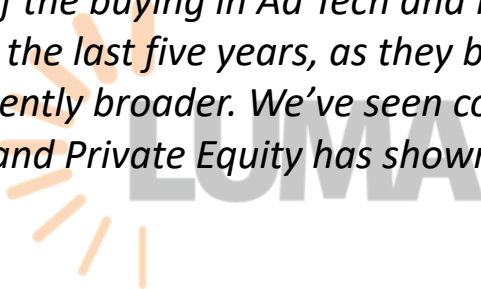 f the buying in Ad Tech and
the last five years, as they b
ently broader. We've seen co
and Private Equity has shown
LUMA